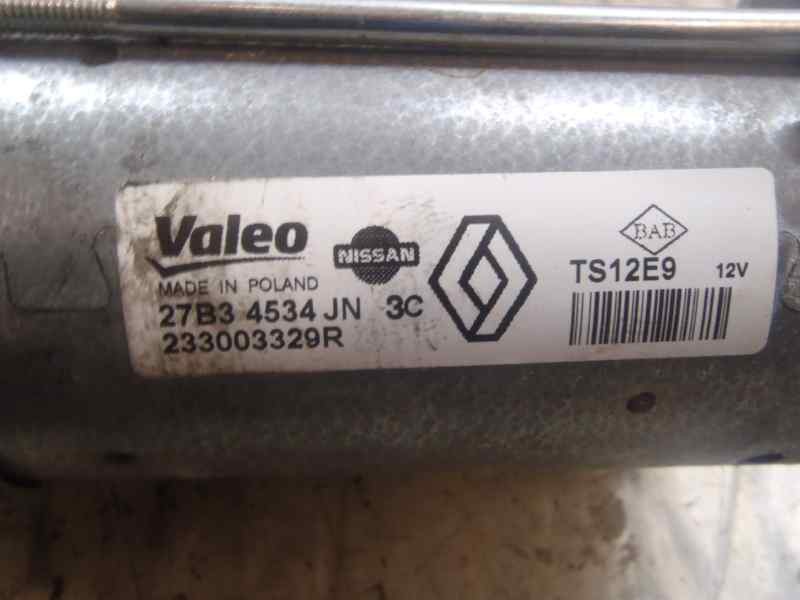 Valeo
NISSAN
BAB
MADE IN POLAND
TS12E9 12V
27B3 4534 JN 3C
233003329R